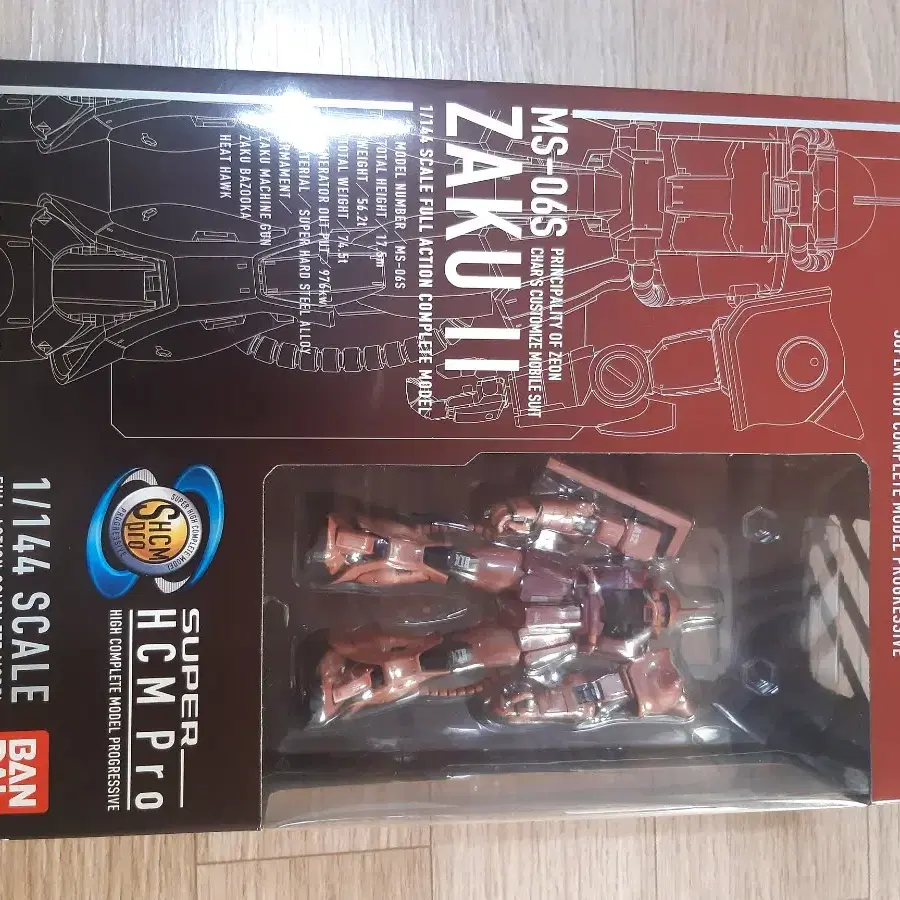 SUPER HIGH COMPLETE MODEL PROGRESSIVE
MS-06S
PRINCIPALITY OF ZEON
CHAR'S CUSTOMIZE MOBILE SUIT
ZAKU II
1/144 SCALE FULL ACTION COMPLETE MODEL
MODEL NUMBER MS-06S
TOTAL HEIGHT 17.5m
WEIGHT/56.2t
TOTAL WEIGHT 74.5t
OUTPUT/976kw
SUPER HARD STEEL ALLOY
ZAKU MACHINE GUN
ZAKU BAZOOKA
HEAT HAWK
SUPER HIGH COMPLETE MODEL
SHCM
Pro
PROGRESSIVE
SUPER
HCM Pro
HIGH COMPLETE MODEL PROGRESSIVE
1/144 SCALE
BAN